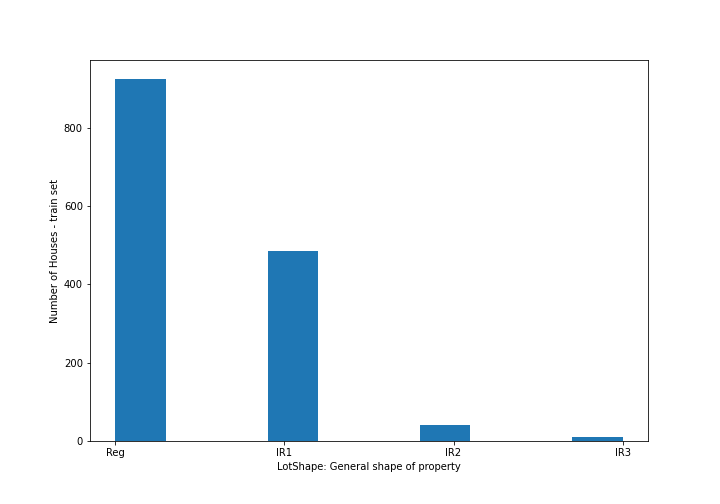 800
600
400
200
0
Number of Houses - train set
Reg IR1 IR2 IR3
LotShape: General shape of property